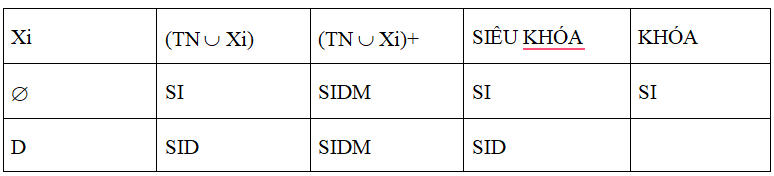 Xi (TN ∪ Xi) (TN ∪ Xi)+ SIÊU KHÓA KHÓA
∅ SI SIDM SI SI
D SID SIDM SID